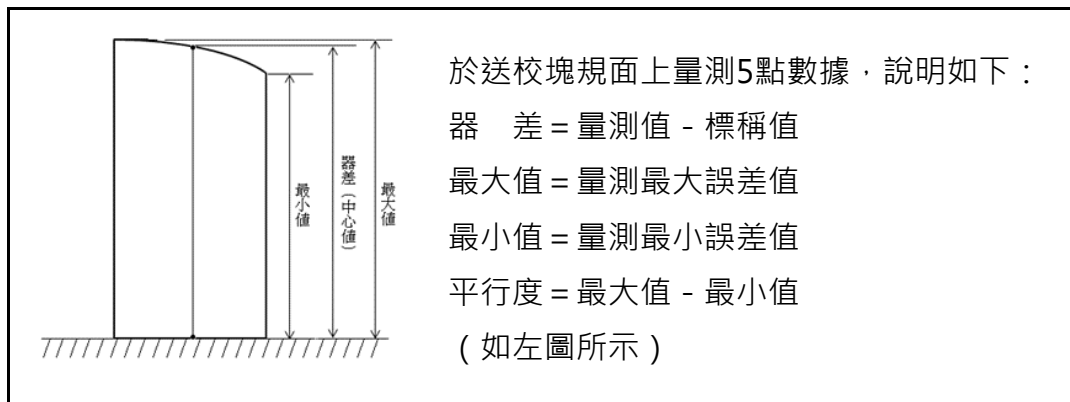 最小值
器差(中心值)
最大值
於送校塊規面上量測5點數據,說明如下:
器　差=量測值-標稱值
最大值=量測最大誤差值
最小值=量測最小誤差值
平行度=最大值-最小值
(如左圖所示)